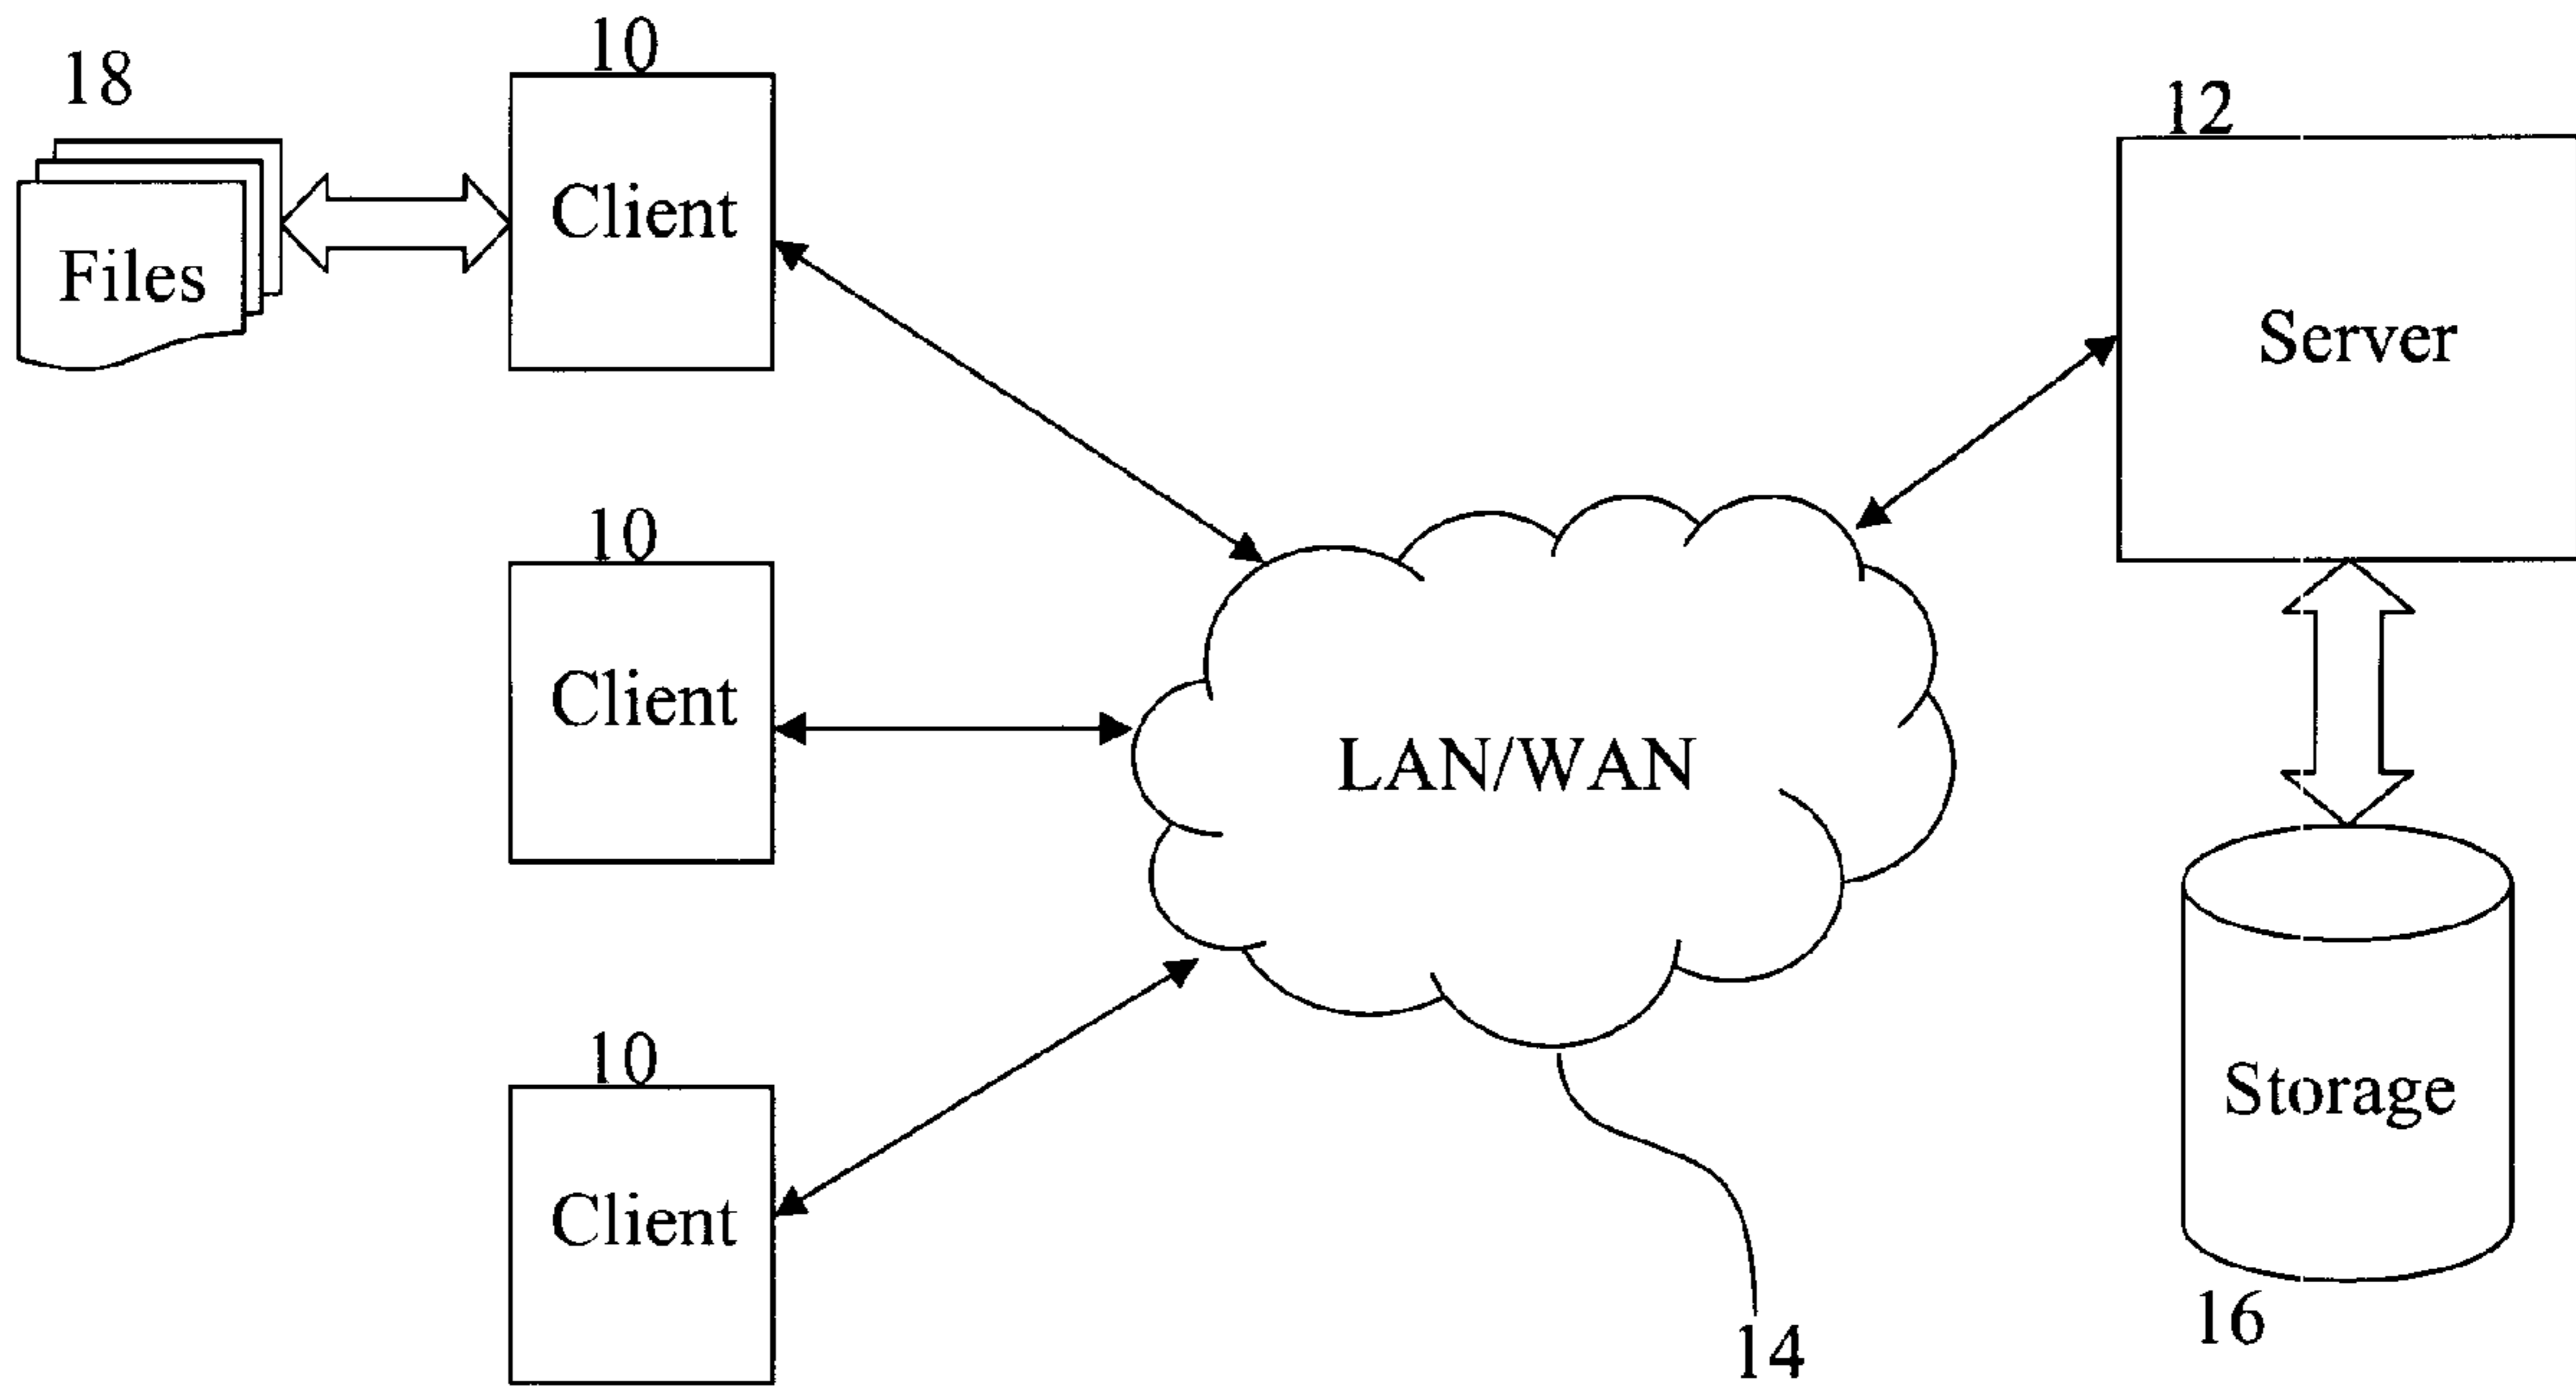 18
10
12
Files
Client
Server
10
Client
LAN/WAN
10
Client
Storage
16
14